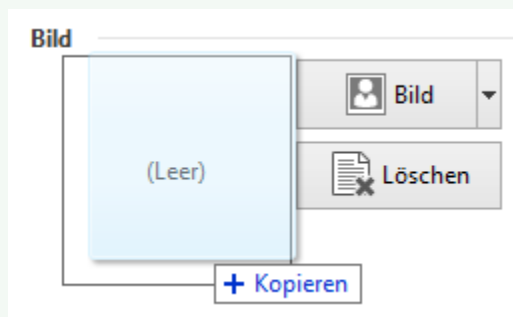 Bild
Bild
(Leer)
Löschen
+ Kopieren